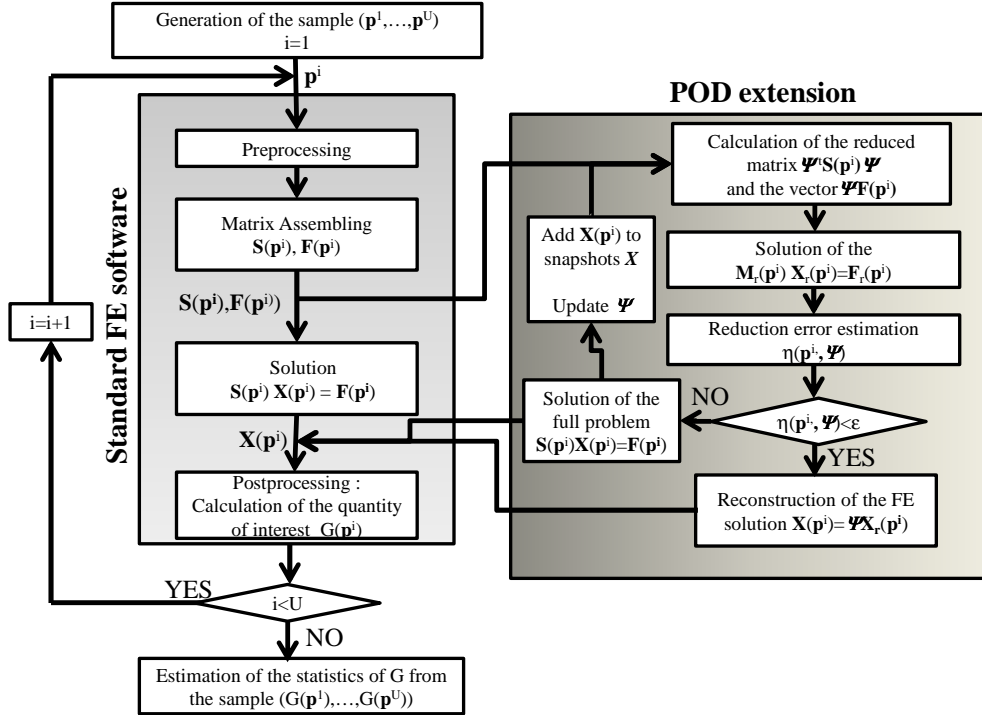 Generation of the sample (p¹,…,pᵁ)
i=1
pⁱ
Standard FE software
Preprocessing
Matrix Assembling
S(pⁱ), F(pⁱ)
S(pⁱ),F(pⁱ⁾)
Solution
S(pⁱ) X(pⁱ) = F(pⁱ)
X(pⁱ)
Postprocessing :
Calculation of the quantity
of interest G(pⁱ)
i=i+1
YES
i<U
NO
Estimation of the statistics of G from
the sample (G(p¹),…,G(pᵁ))
POD extension
Calculation of the reduced
matrix ΨᵗS(pⁱ) Ψ
and the vector ΨF(pⁱ)
Solution of the
Mᵣ(pⁱ) Xᵣ(pⁱ)=Fᵣ(pⁱ)
Reduction error estimation
η(pⁱ·, Ψ)
η(pⁱ·, Ψ)<ε
NO
YES
Solution of the
full problem
S(pⁱ)X(pⁱ)=F(pⁱ)
Add X(pⁱ) to
snapshots X
Update Ψ
Reconstruction of the FE
solution X(pⁱ)= ΨXᵣ(pⁱ)